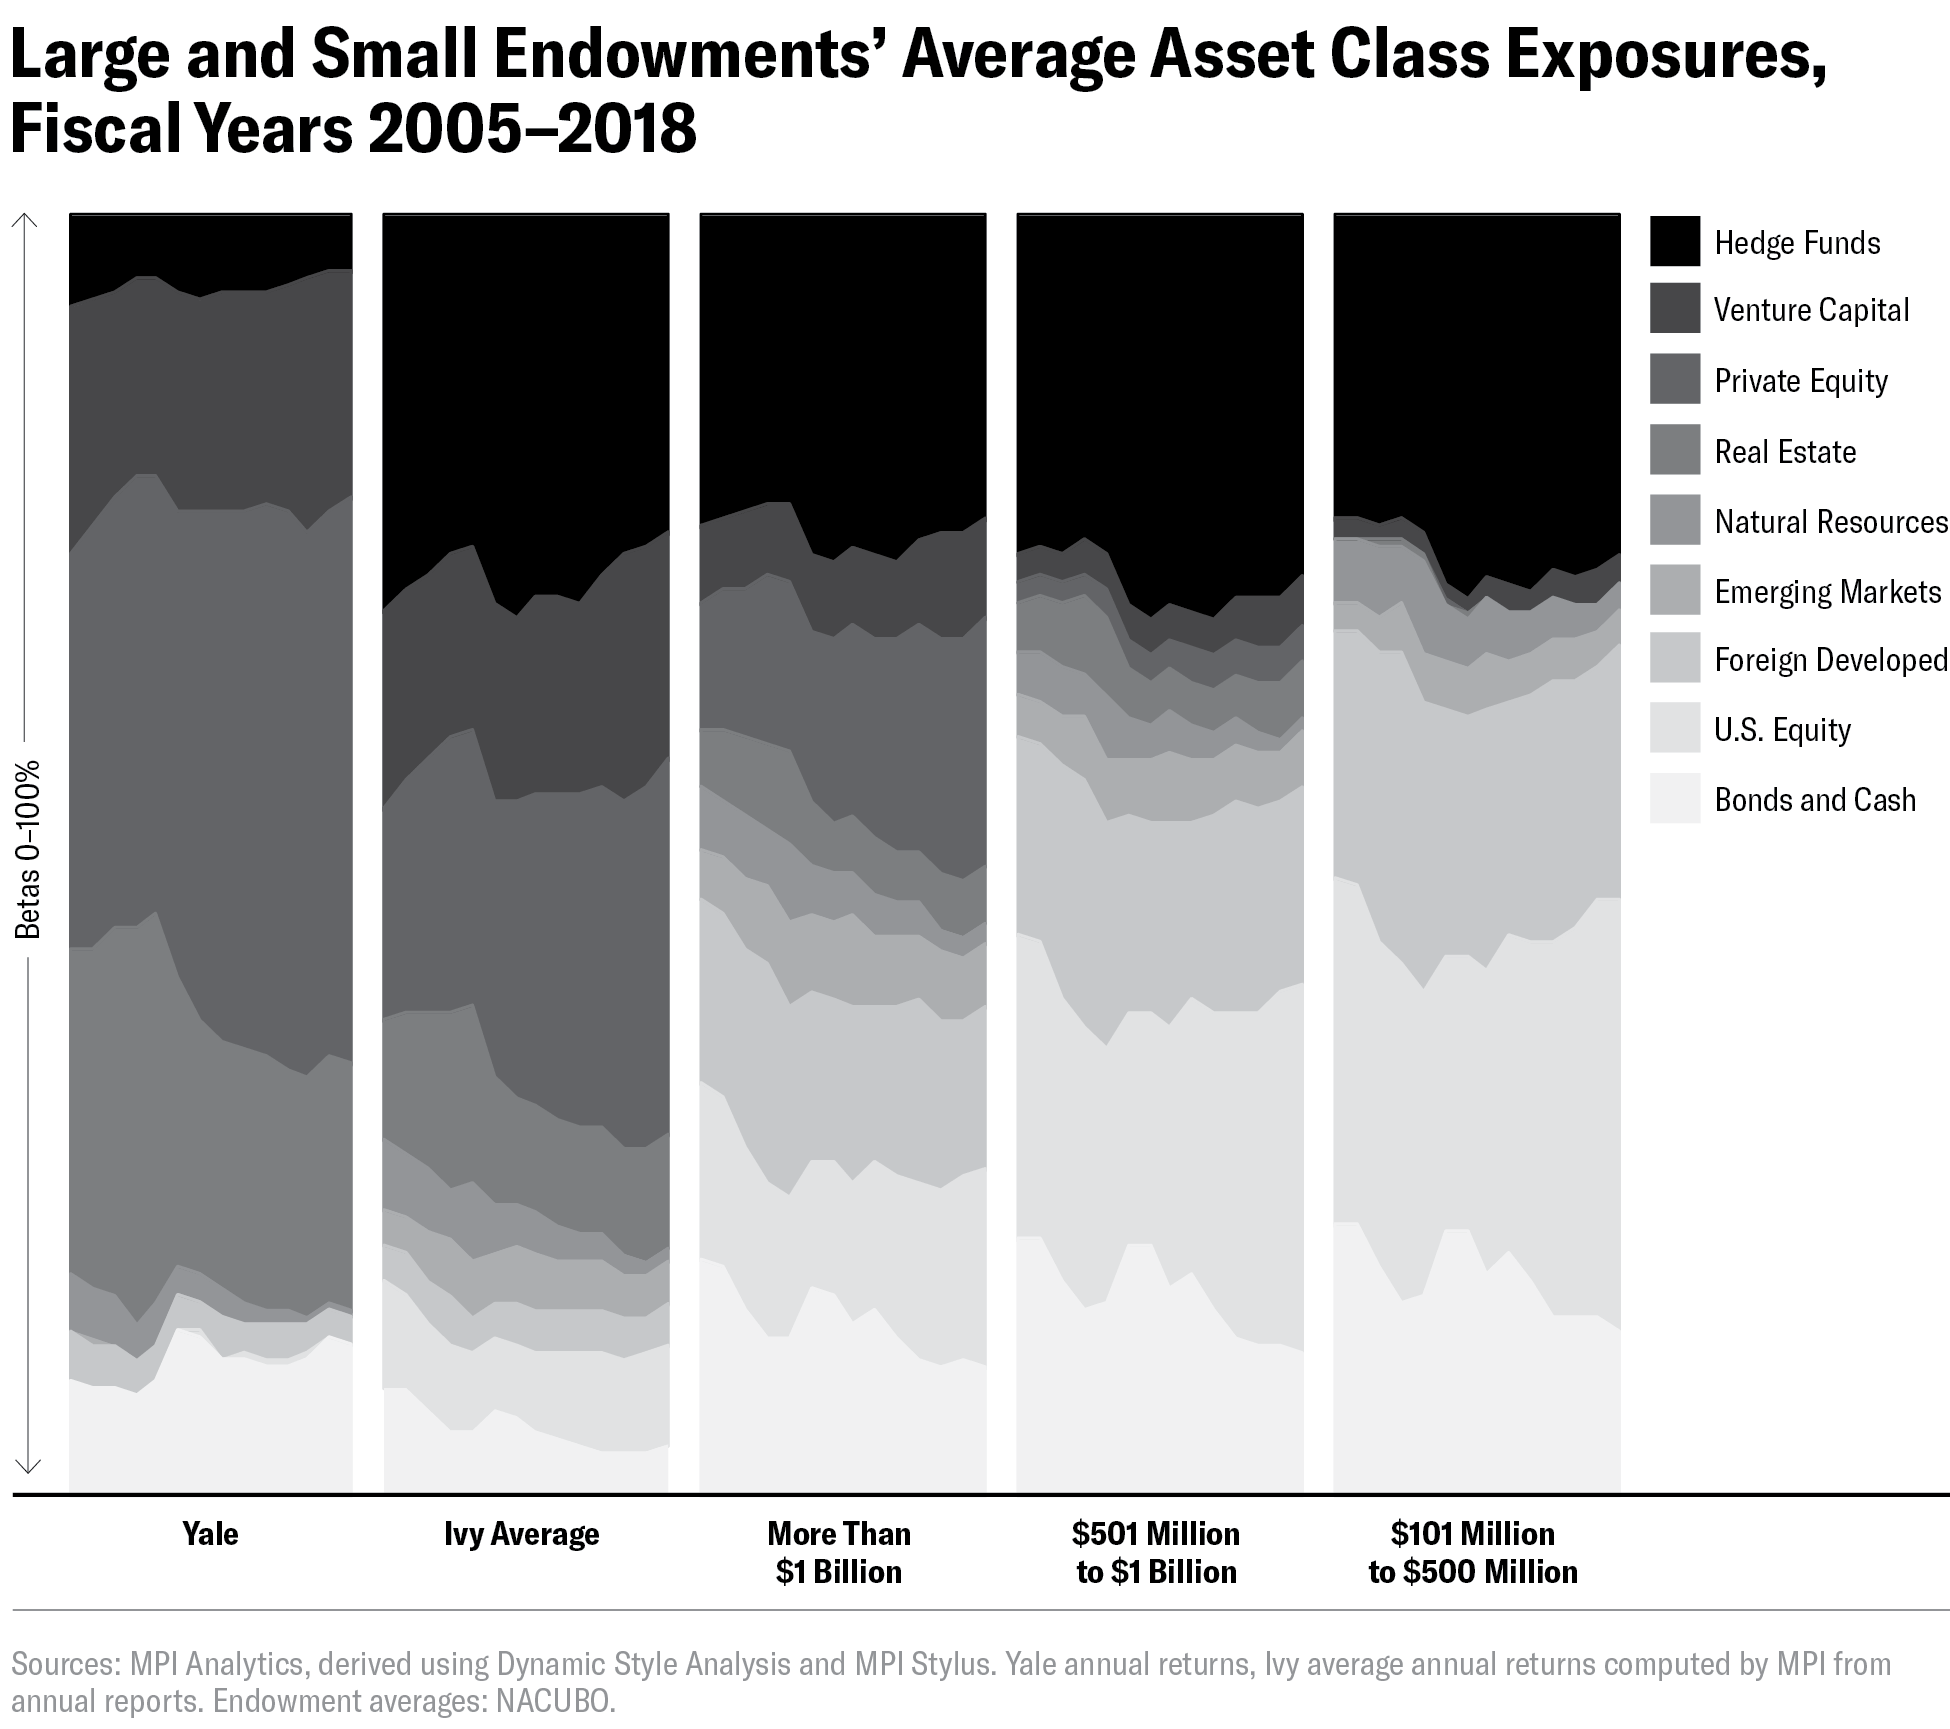 Large and Small Endowments’ Average Asset Class Exposures,
Fiscal Years 2005–2018
Betas 0–100%
Hedge Funds
Venture Capital
Private Equity
Real Estate
Natural Resources
Emerging Markets
Foreign Developed
U.S. Equity
Bonds and Cash
Yale
Ivy Average
More Than
$1 Billion
$501 Million
to $1 Billion
$101 Million
to $500 Million
Sources: MPI Analytics, derived using Dynamic Style Analysis and MPI Stylus. Yale annual returns, Ivy average annual returns computed by MPI from
annual reports. Endowment averages: NACUBO.